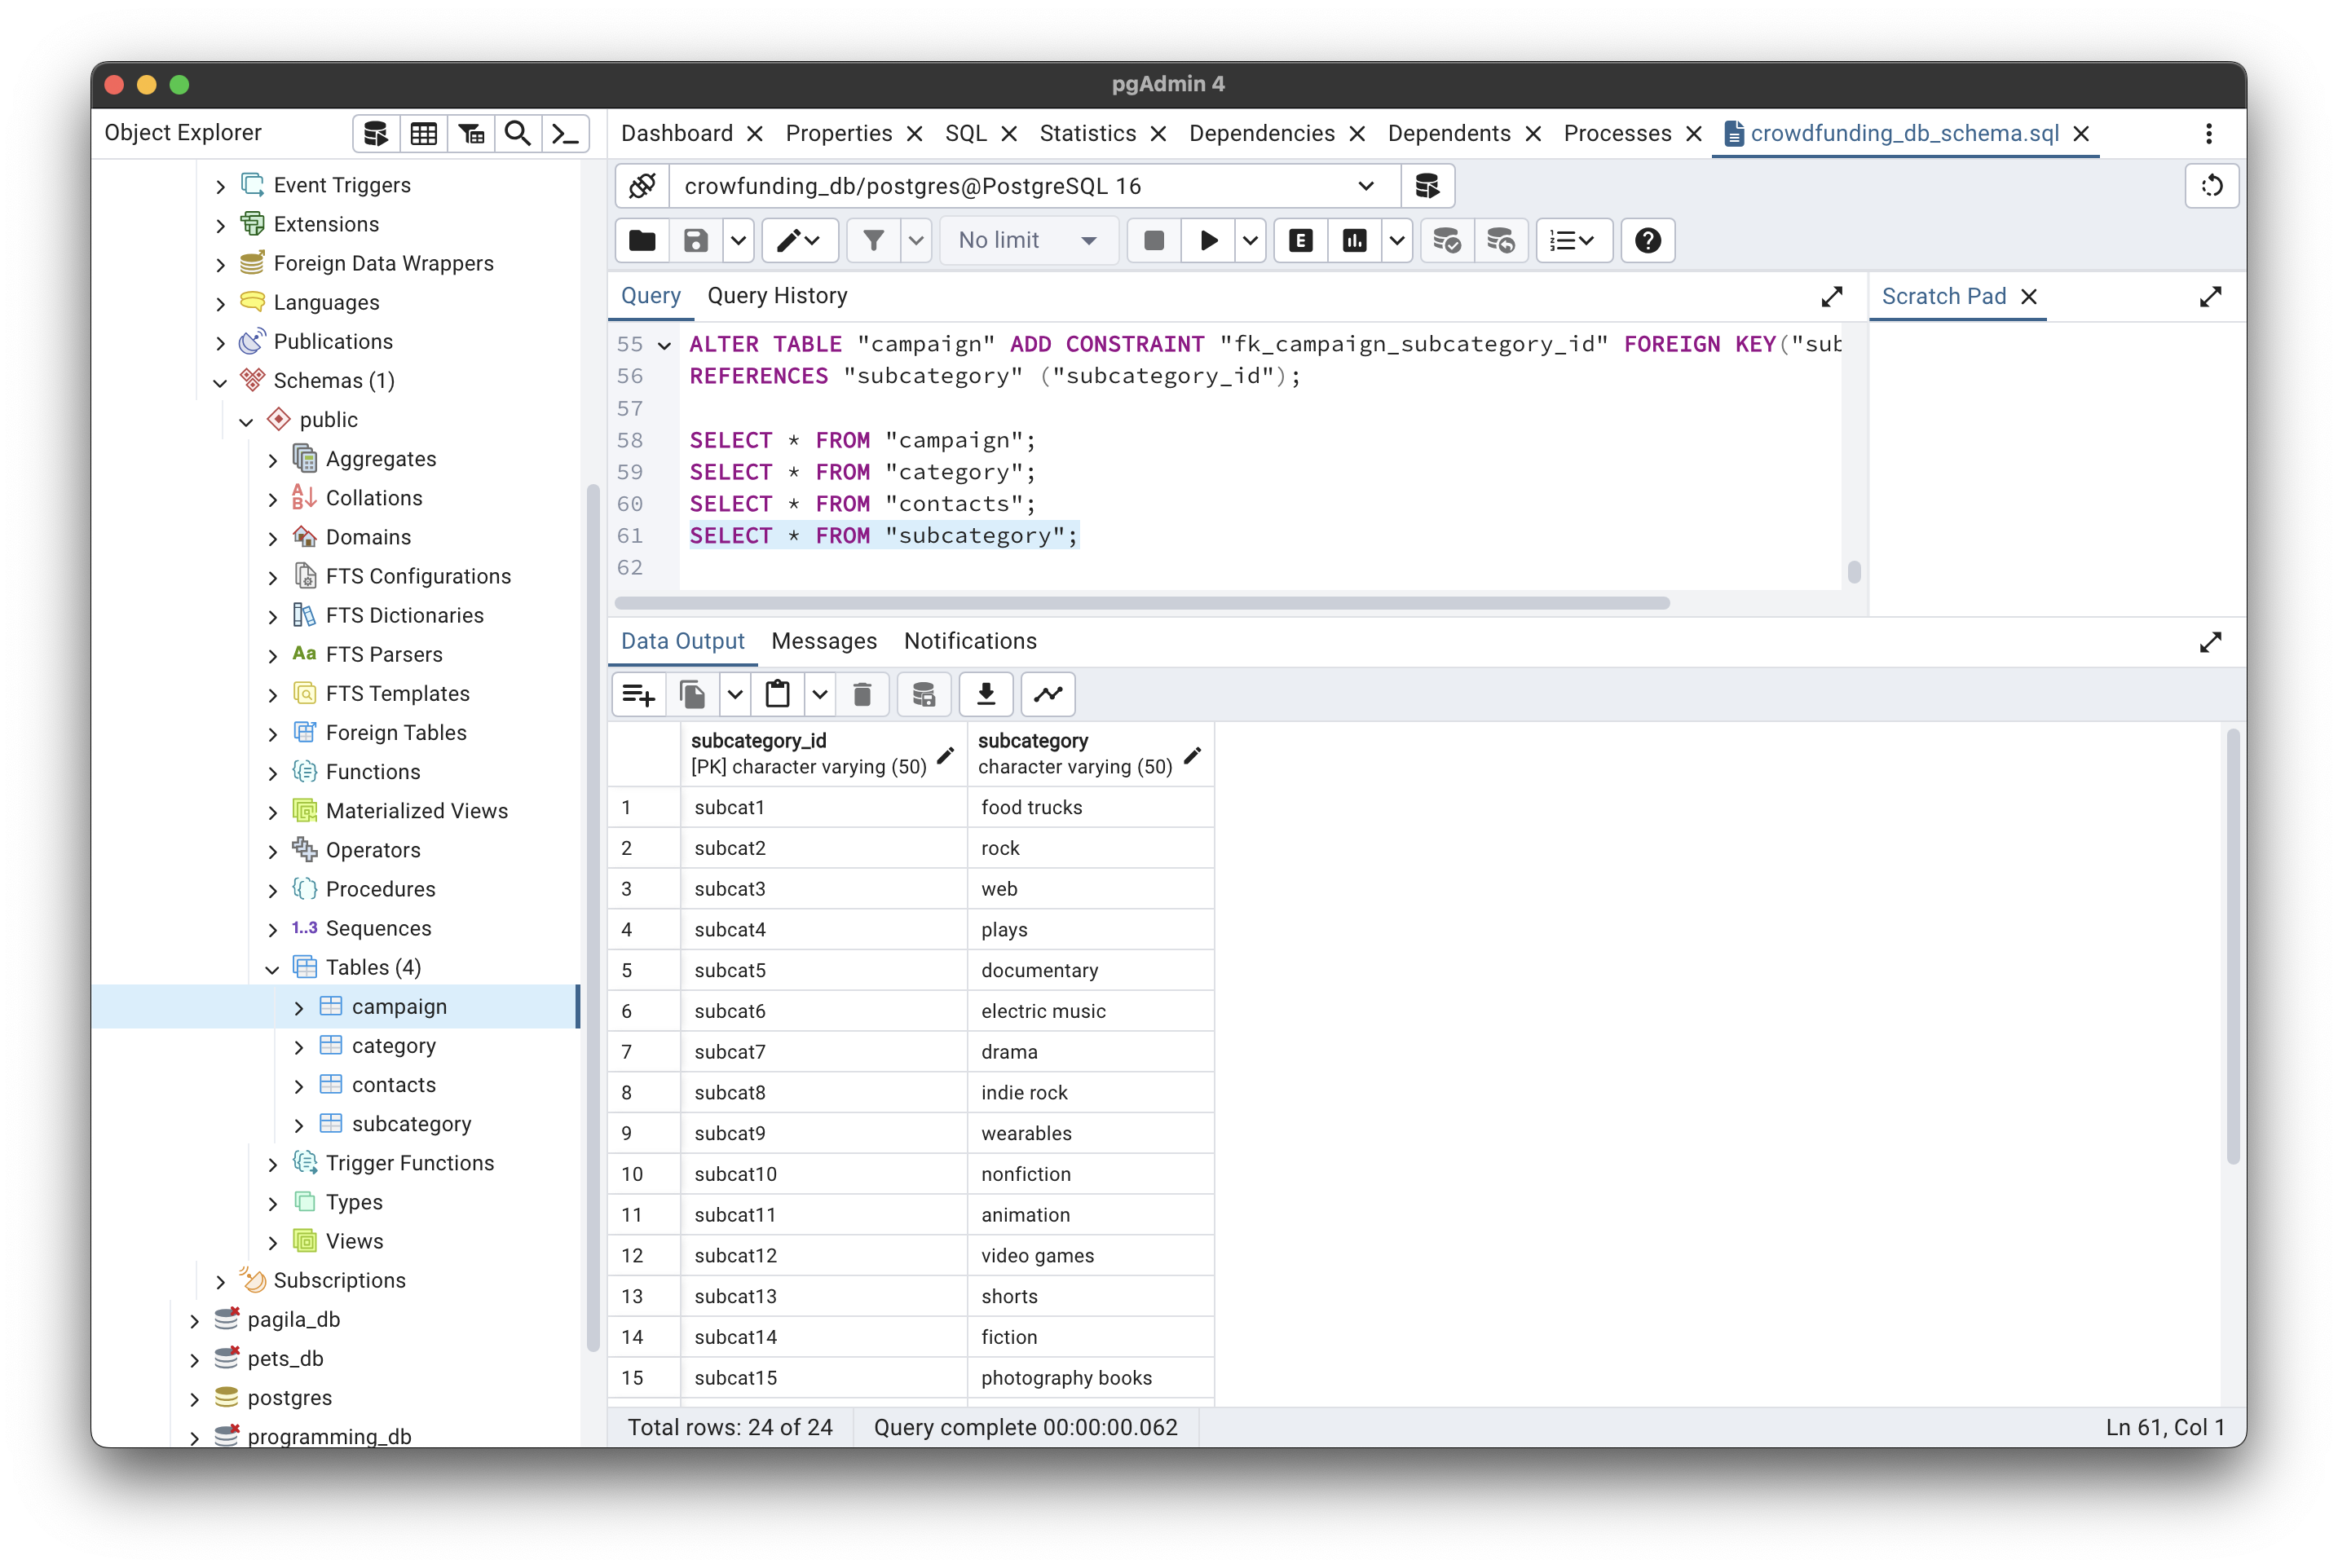 pgAdmin 4
Object Explorer
Dashboard
Properties
SQL
Statistics
Dependencies
Dependents
Processes
crowdfunding_db_schema.sql
Event Triggers
Extensions
Foreign Data Wrappers
Languages
Publications
Schemas (1)
public
Aggregates
Collations
Domains
FTS Configurations
FTS Dictionaries
Aa FTS Parsers
FTS Templates
Foreign Tables
Functions
Materialized Views
Operators
Procedures
1..3 Sequences
Tables (4)
campaign
category
contacts
subcategory
Trigger Functions
Types
Views
Subscriptions
pagila_db
pets_db
postgres
programming_db
crowfunding_db/postgres@PostgreSQL 16
No limit
E
Query
Query History
Scratch Pad
55 ALTER TABLE "campaign" ADD CONSTRAINT "fk_campaign_subcategory_id" FOREIGN KEY("sub
56 REFERENCES "subcategory" ("subcategory_id");
57
58 SELECT * FROM "campaign";
59 SELECT * FROM "category";
60 SELECT * FROM "contacts";
61 SELECT * FROM "subcategory";
62
Data Output
Messages
Notifications
subcategory_id
[PK] character varying (50)
subcategory
character varying (50)
1 subcat1 food trucks
2 subcat2 rock
3 subcat3 web
4 subcat4 plays
5 subcat5 documentary
6 subcat6 electric music
7 subcat7 drama
8 subcat8 indie rock
9 subcat9 wearables
10 subcat10 nonfiction
11 subcat11 animation
12 subcat12 video games
13 subcat13 shorts
14 subcat14 fiction
15 subcat15 photography books
Total rows: 24 of 24
Query complete 00:00:00.062
Ln 61, Col 1